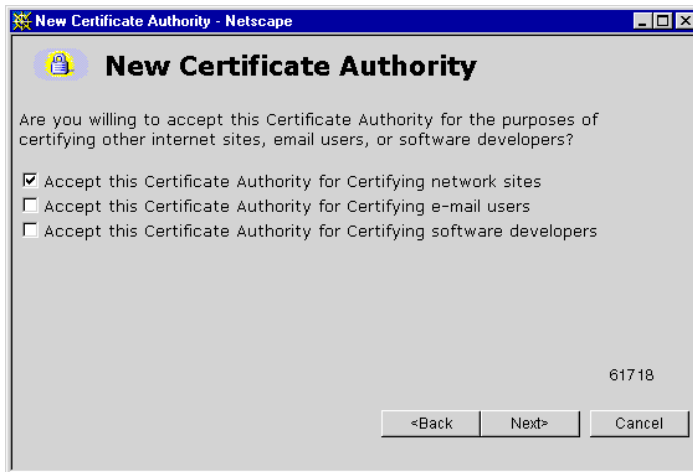 New Certificate Authority - Netscape
New Certificate Authority
Are you willing to accept this Certificate Authority for the purposes of
certifying other internet sites, email users, or software developers?
Accept this Certificate Authority for Certifying network sites
Accept this Certificate Authority for Certifying e-mail users
Accept this Certificate Authority for Certifying software developers
61718
<Back Next> Cancel